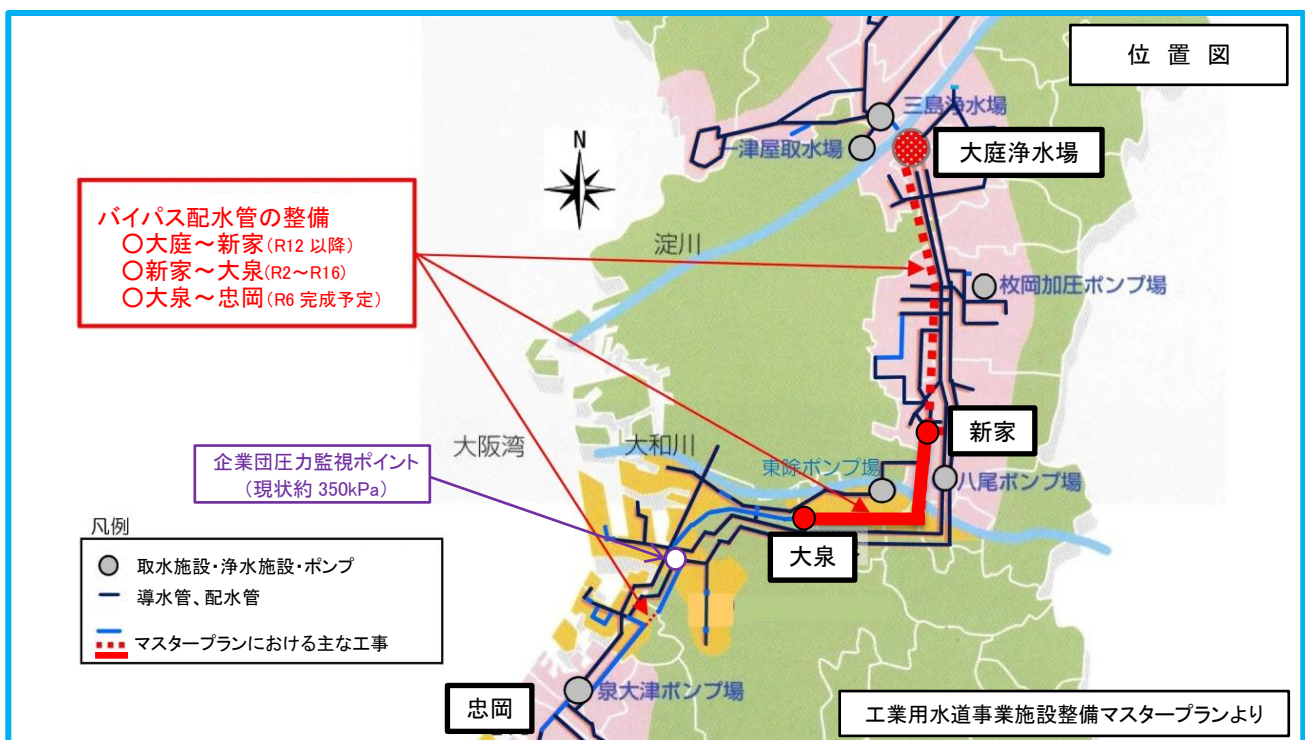 位 置 図
三島浄水場
一津屋取水場
大庭浄水場
N
バイパス配水管の整備
〇大庭～新家(R12 以降)
〇新家～大泉(R2～R16)
〇大泉～忠岡(R6 完成予定)
淀川
枚岡加圧ポンプ場
新家
大阪湾
大和川
企業団圧力監視ポイント
(現状約 350kPa)
東除ポンプ場
八尾ポンプ場
大泉
凡例
取水施設・浄水施設・ポンプ
導水管、配水管
マスタープランにおける主な工事
泉大津ポンプ場
忠岡
工業用水道事業施設整備マスタープランより